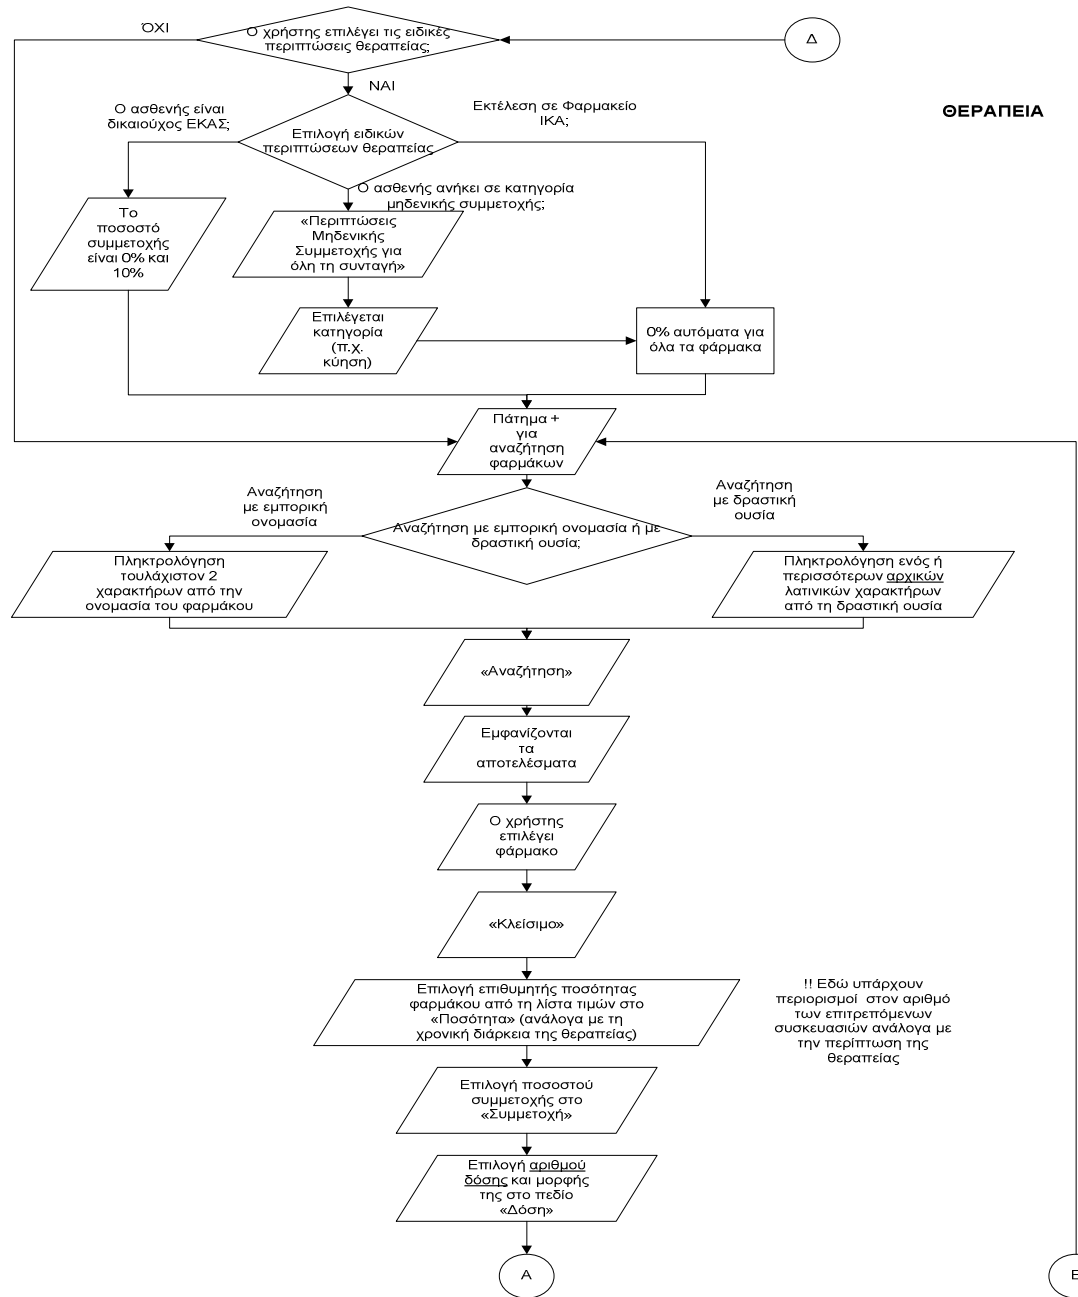 ΌΧΙ
Ο χρήστης επιλέγει τις ειδικές
περιπτώσεις θεραπείας;
Δ
ΝΑΙ
Ο ασθενής είναι
δικαιούχος ΕΚΑΣ;
Εκτέλεση σε Φαρμακείο
ΙΚΑ;
ΘΕΡΑΠΕΙΑ
Επιλογή ειδικών
περιπτώσεων θεραπείας
Ο ασθενής ανήκει σε κατηγορία
μηδενικής συμμετοχής;
Το
ποσοστό
συμμετοχής
είναι 0% και
10%
«Περιπτώσεις
Μηδενικής
Συμμετοχής για
όλη τη συνταγή»
Επιλέγεται
κατηγορία
(π.χ.
κύηση)
0% αυτόματα για
όλα τα φάρμακα
Πάτημα +
για
αναζήτηση
φαρμάκων
Αναζήτηση
με εμπορική
ονομασία
Αναζήτηση
με δραστική
ουσία
Αναζήτηση με εμπορική ονομασία ή με
δραστική ουσία;
Πληκτρολόγηση
τουλάχιστον 2
χαρακτήρων από την
ονομασία του φαρμάκου
Πληκτρολόγηση ενός ή
περισσότερων αρχικών
λατινικών χαρακτήρων
από τη δραστική ουσία
«Αναζήτηση»
Εμφανίζονται
τα
αποτελέσματα
Ο χρήστης
επιλέγει
φάρμακο
«Κλείσιμο»
Επιλογή επιθυμητής ποσότητας
φαρμάκου από τη λίστα τιμών στο
«Ποσότητα» (ανάλογα με τη
χρονική διάρκεια της θεραπείας)
!! Εδώ υπάρχουν
περιορισμοί στον αριθμό
των επιτρεπόμενων
συσκευασιών ανάλογα με
την περίπτωση της
θεραπείας
Επιλογή ποσοστού
συμμετοχής στο
«Συμμετοχή»
Επιλογή αριθμού
δόσης και μορφής
της στο πεδίο
«Δόση»
Α
Ε